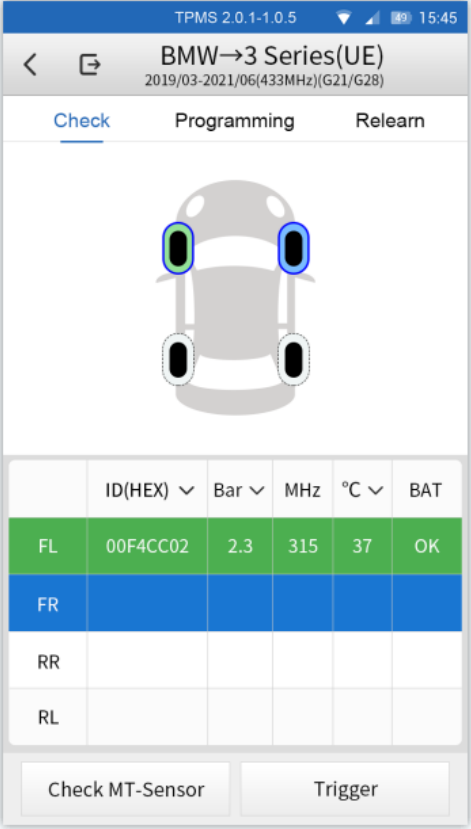 TPMS 2.0.1-1.0.5 49 15:45
BMW→3 Series(UE)
2019/03-2021/06(433MHz)(G21/G28)
Check Programming Relearn
ID(HEX) Bar MHz °C BAT
FL 00F4CC02 2.3 315 37 OK
FR
RR
RL
Check MT-Sensor Trigger